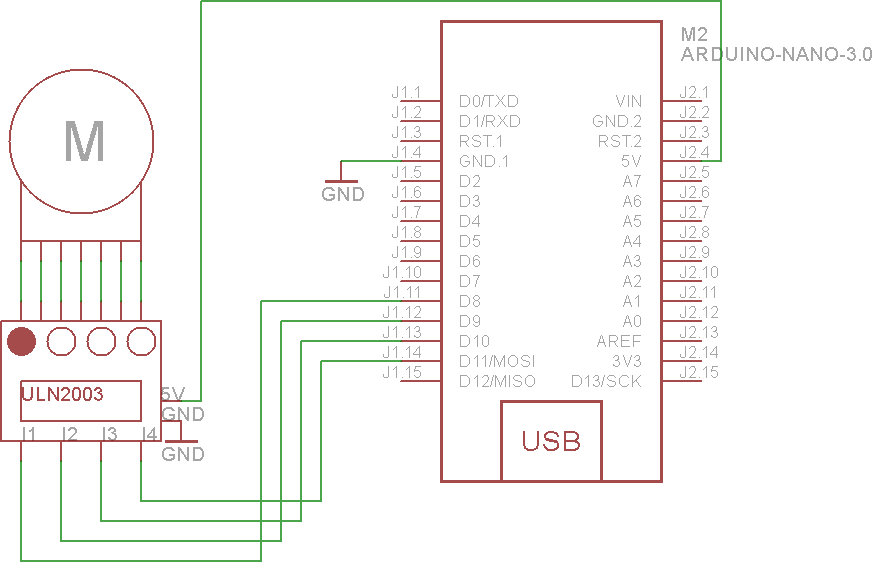 M2
ARDUINO-NANO-3.0
M
J1.1 D0/TXD VIN J2.1
J1.2 D1/RXD GND.2 J2.2
J1.3 RST.1 RST.2 J2.3
J1.4 GND.1 5V J2.4
J1.5 D2 A7 J2.5
GND
J1.6 D3 A6 J2.6
J1.7 D4 A5 J2.7
J1.8 D5 A4 J2.8
J1.9 D6 A3 J2.9
J1.10 D7 A2 J2.10
J1.11 D8 A1 J2.11
J1.12 D9 A0 J2.12
J1.13 D10 AREF J2.13
J1.14 D11/MOSI 3V3 J2.14
J1.15 D12/MISO D13/SCK J2.15
ULN2003 5V
GND
I1 I2 I3 I4
GND
USB